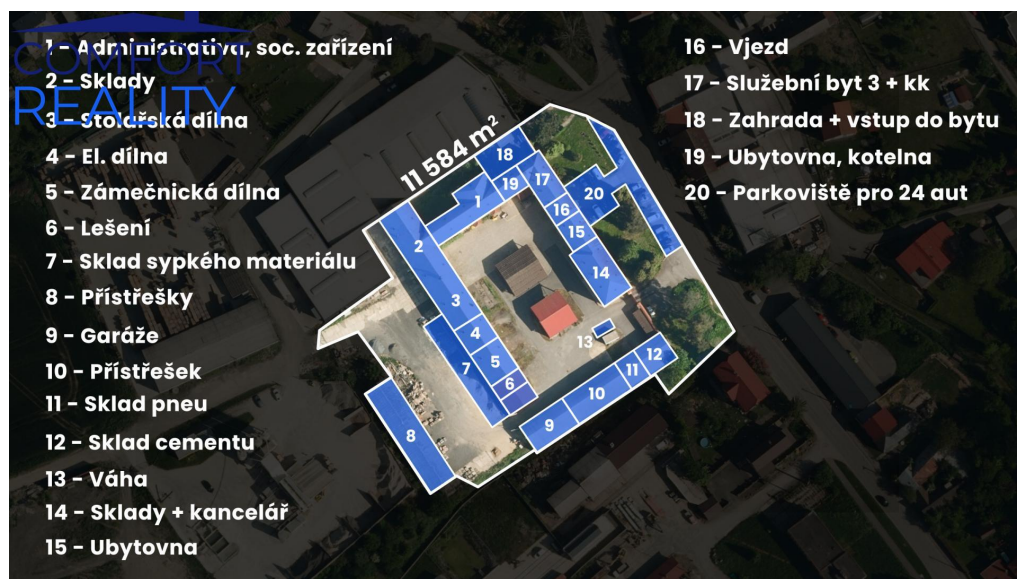 1 - Administrativa, soc. zařízení
COMFORT
2 - Sklady
REALITY
3 - Stolařská dílna
4 - El. dílna
5 - Zámečnická dílna
6 - Lešení
7 - Sklad sypkého materiálu
8 - Přístřešky
9 - Garáže
10 - Přístřešek
11 - Sklad pneu
12 - Sklad cementu
13 - Váha
14 - Sklady + kancelář
15 - Ubytovna
16 - Vjezd
17 - Služební byt 3 + kk
18 - Zahrada + vstup do bytu
19 - Ubytovna, kotelna
20 - Parkoviště pro 24 aut
11 584 m²
18
19
17
1
20
16
15
2
14
3
13
4
7
5
12
11
6
10
9
8